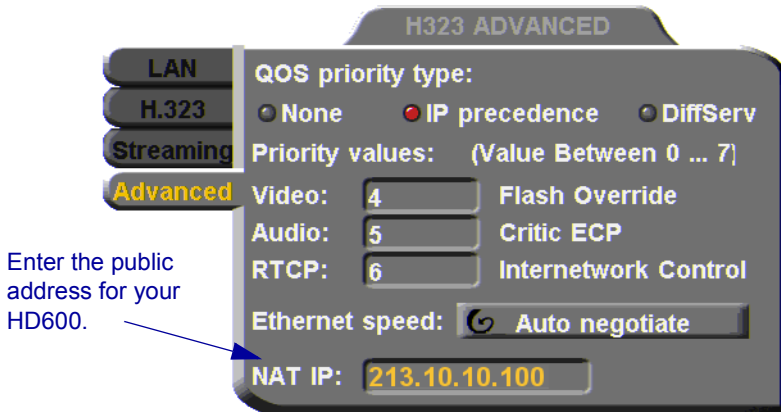 H323 ADVANCED
LAN
H.323
Streaming
Advanced
QOS priority type:
None IP precedence DiffServ
Priority values: (Value Between 0 ... 7)
Video: 4 Flash Override
Audio: 5 Critic ECP
RTCP: 6 Internetwork Control
Ethernet speed: Auto negotiate
NAT IP: 213.10.10.100
Enter the public
address for your
HD600.